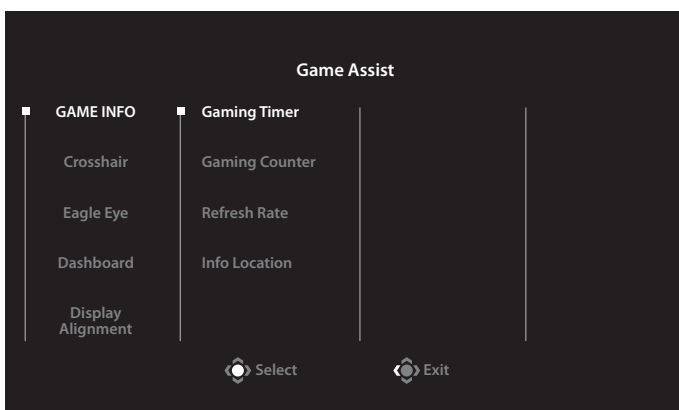 Game Assist
GAME INFO
Gaming Timer
Crosshair
Gaming Counter
Eagle Eye
Refresh Rate
Dashboard
Info Location
Display
Alignment
Select
Exit